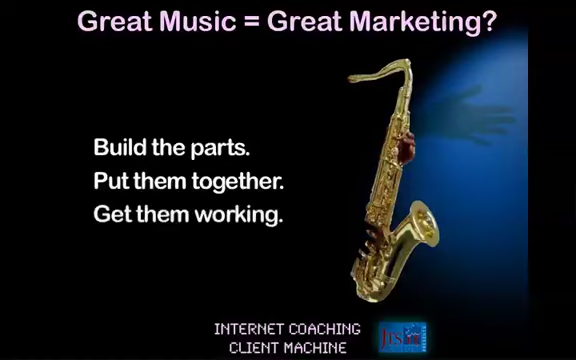 Great Music = Great Marketing?
Build the parts.
Put them together.
Get them working.
INTERNET COACHING
CLIENT MACHINE